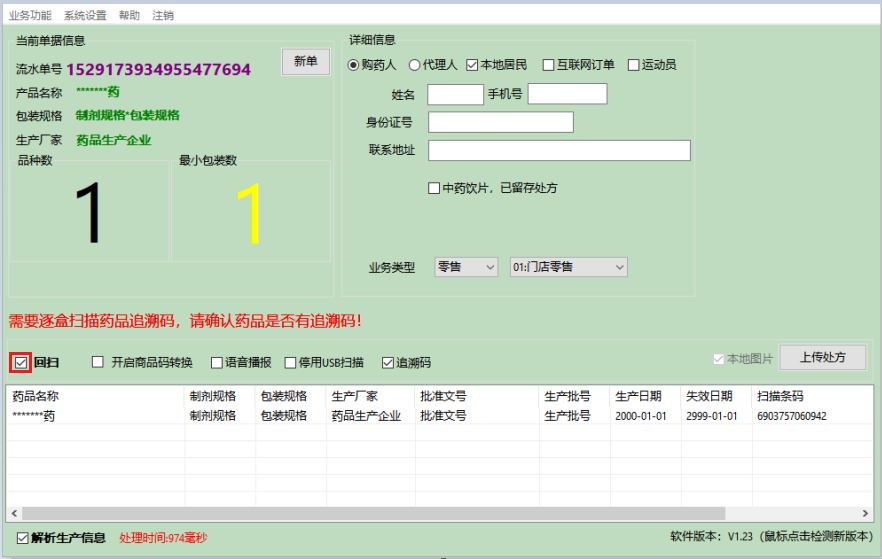 业务功能 系统设置 帮助 注销
当前单据信息
流水单号 1529173934955477694 新单
产品名称 *******药
包装规格 制剂规格*包装规格
生产厂家 药品生产企业
品种数 最小包装数
1 1
详细信息
购药人 代理人 本地居民 互联网订单 运动员
姓名 手机号
身份证号
联系地址
中药饮片，已留存处方
业务类型 零售 01:门店零售
需要逐盒扫描药品追溯码，请确认药品是否有追溯码！
回扫 开启商品码转换 语音播报 停用USB扫描 追溯码 本地图片 上传处方
药品名称 制剂规格 包装规格 生产厂家 批准文号 生产批号 生产日期 失效日期 扫描条码
*******药 制剂规格 包装规格 药品生产企业 批准文号 生产批号 2000-01-01 2999-01-01 6903757060942
解析生产信息 处理时间:974毫秒 软件版本：V1.23（鼠标点击检测新版本）